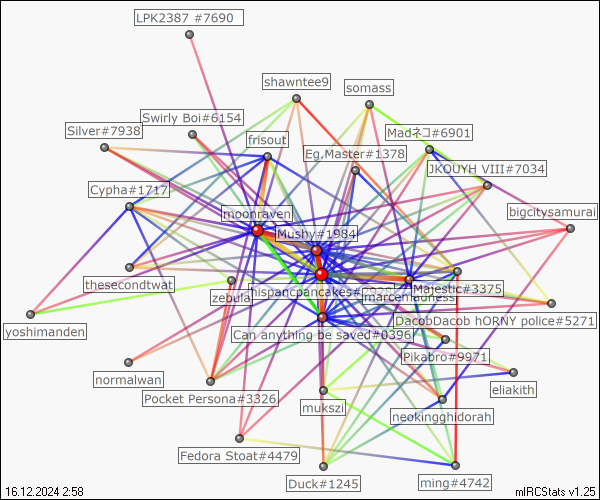 LPK2387 #7690
shawntee9
somass
Swirly Boi#6154
Madネコ#6901
Silver#7938
frisout
Eg,Master#1378
JKOUYH VIII#7034
Cypha#1717
moonraven
bigcitysamurai
Mushy#1984
thesecondtwat
hispancpancakes#7928
Majestic#3375
zebula
marcemadness
yoshimanden
Can anything be saved#0396
DacobDacob hORNY police#5271
Pikabro#9971
normalwan
eliakith
Pocket Persona#3326
mukszi
neokingghidorah
Fedora Stoat#4479
Duck#1245
ming#4742
16.12.2024 2:58
mIRCStats v1.25